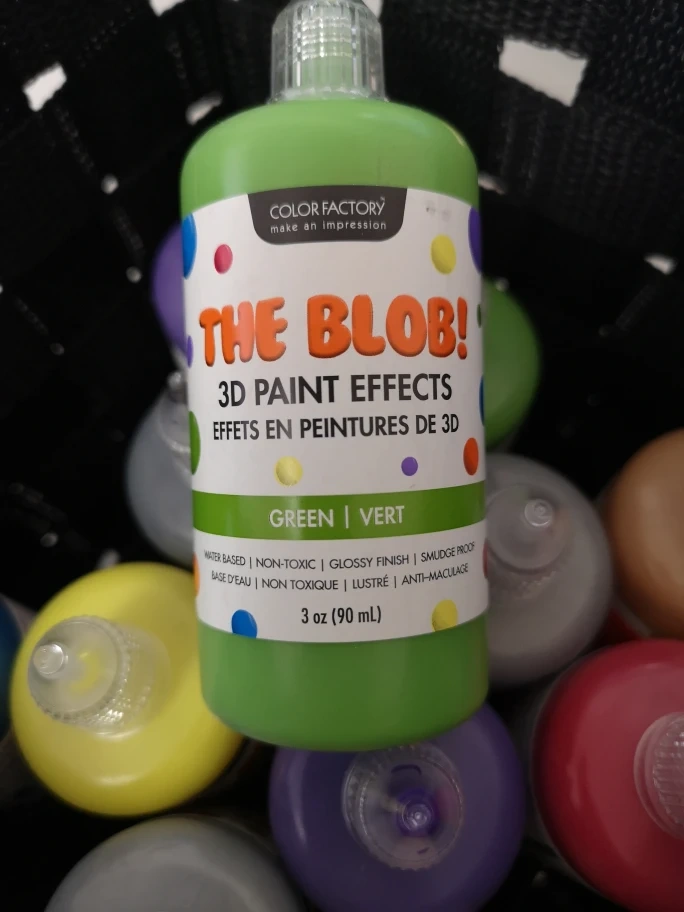 COLOR FACTORY™
make an impression
THE BLOB!
3D PAINT EFFECTS
EFFETS EN PEINTURES DE 3D
GREEN | VERT
WATER BASED | NON-TOXIC | GLOSSY FINISH | SMUDGE PROOF
BASE D'EAU | NON TOXIQUE | LUSTRÉ | ANTI-MACULAGE
3 oz (90 mL)